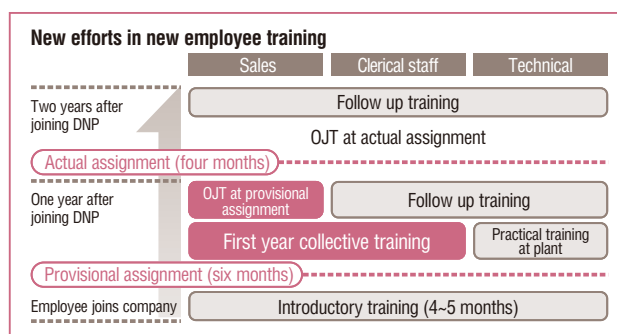 New efforts in new employee training
Sales
Clerical staff
Technical
Two years after
joining DNP
Follow up training
OJT at actual assignment
Actual assignment (four months)
One year after
joining DNP
OJT at provisional
assignment
Follow up training
First year collective training
Practical training
at plant
Provisional assignment (six months)
Employee joins company
Introductory training (4~5 months)